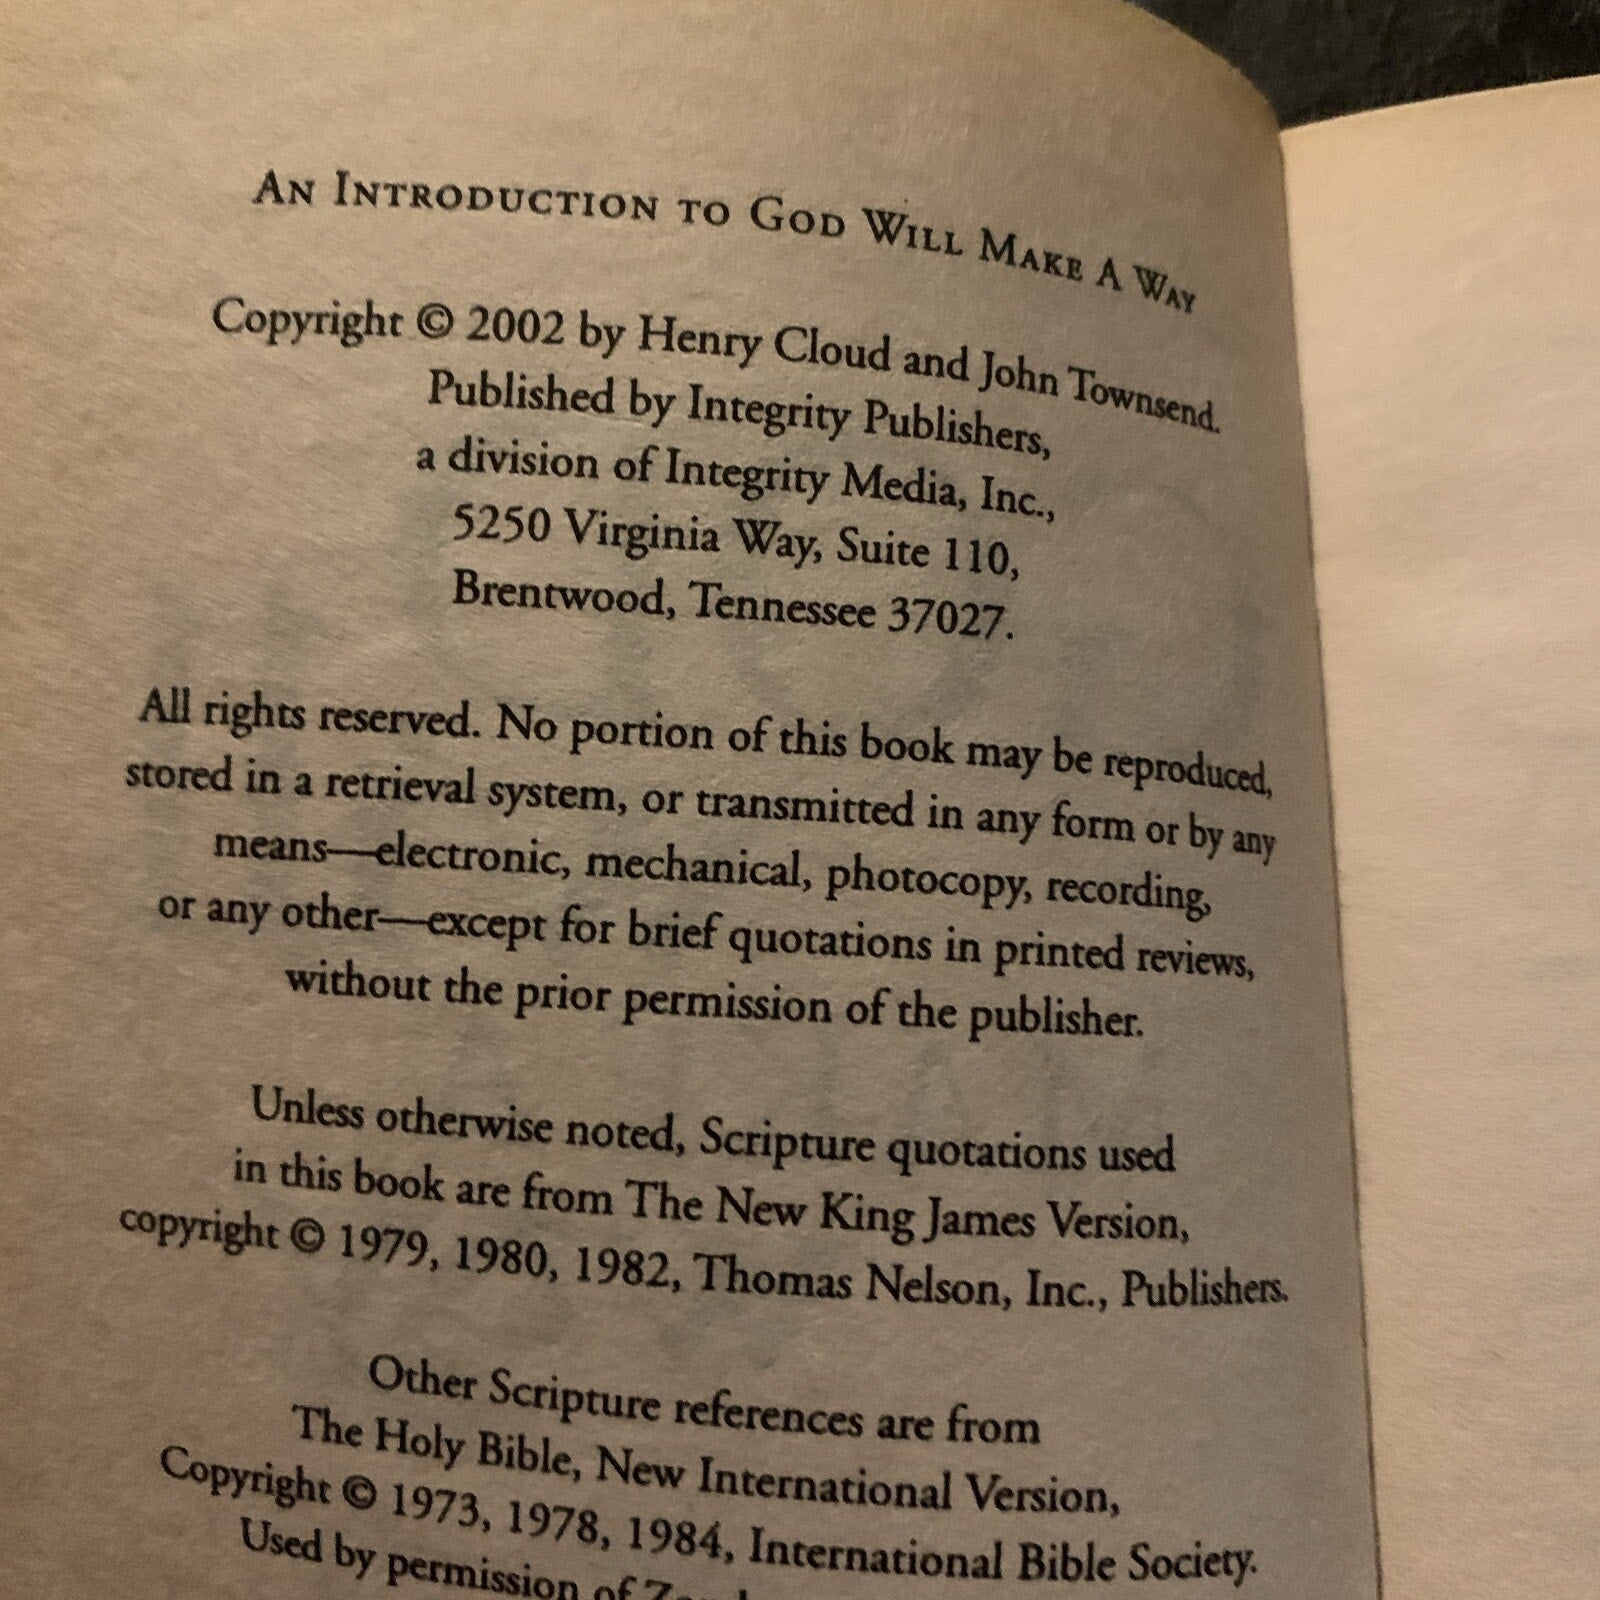 An Introduction to God Will Make A Way
Copyright © 2002 by Henry Cloud and John Townsend.
Published by Integrity Publishers,
a division of Integrity Media, Inc.,
5250 Virginia Way, Suite 110,
Brentwood, Tennessee 37027.
All rights reserved. No portion of this book may be reproduced,
stored in a retrieval system, or transmitted in any form or by any
means—electronic, mechanical, photocopy, recording,
or any other—except for brief quotations in printed reviews,
without the prior permission of the publisher.
Unless otherwise noted, Scripture quotations used
in this book are from The New King James Version,
copyright © 1979, 1980, 1982, Thomas Nelson, Inc., Publishers.
Other Scripture references are from
The Holy Bible, New International Version,
Copyright © 1973, 1978, 1984, International Bible Society.
Used by permission of